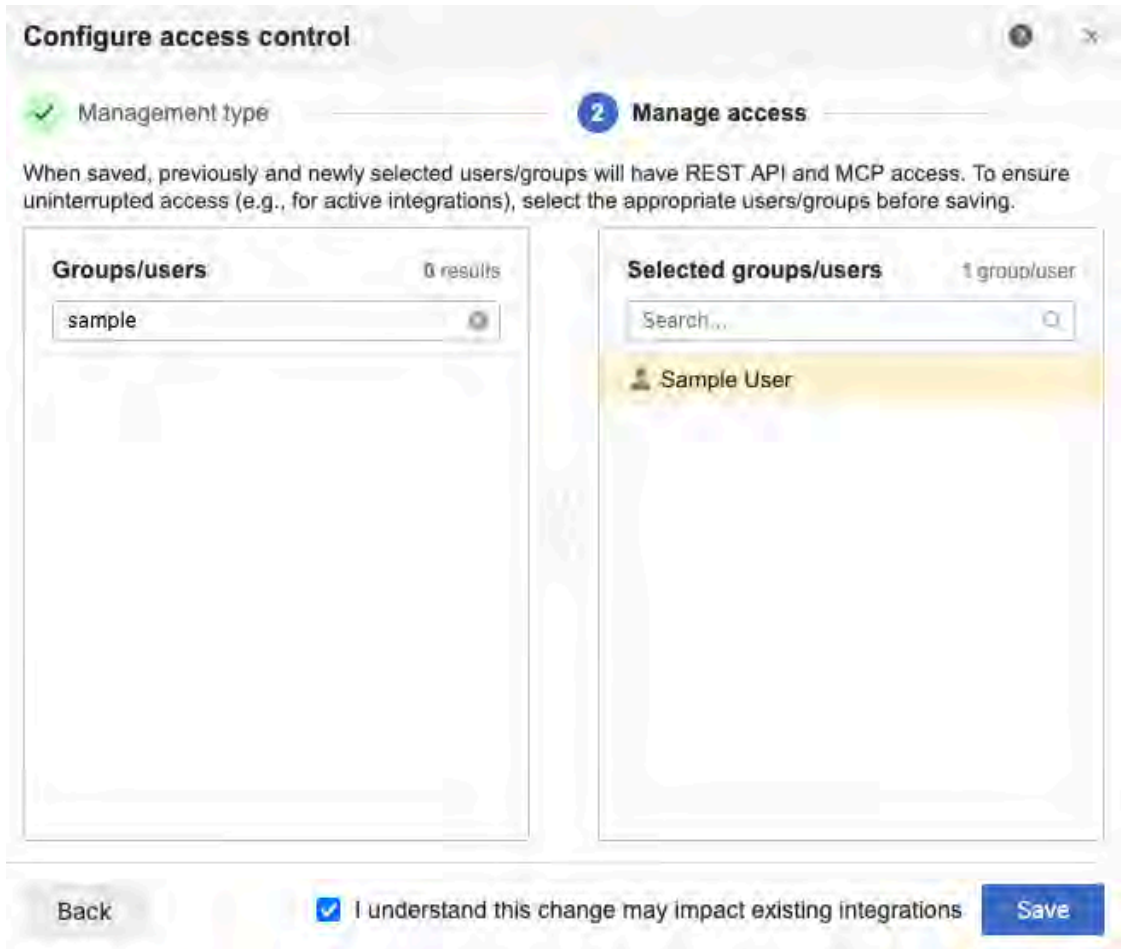 Configure access control
Management type
2 Manage access
When saved, previously and newly selected users/groups will have REST API and MCP access. To ensure
uninterrupted access (e.g., for active integrations), select the appropriate users/groups before saving.
Groups/users 0 results
sample
Selected groups/users 1 group/user
Search...
Sample User
Back
I understand this change may impact existing integrations
Save